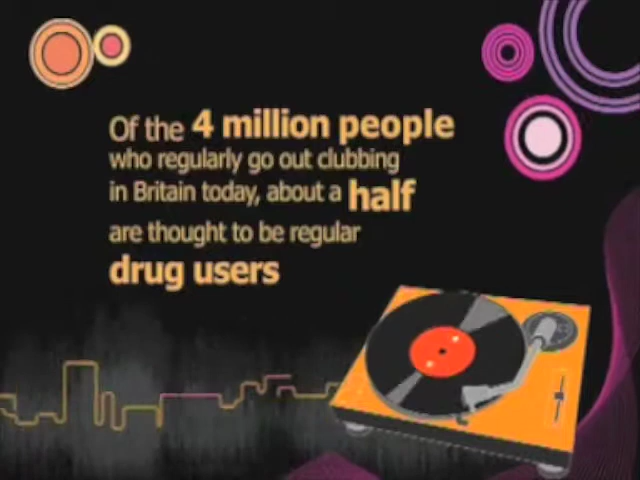 Of the 4 million people
who regularly go out clubbing
in Britain today, about a half
are thought to be regular
drug users